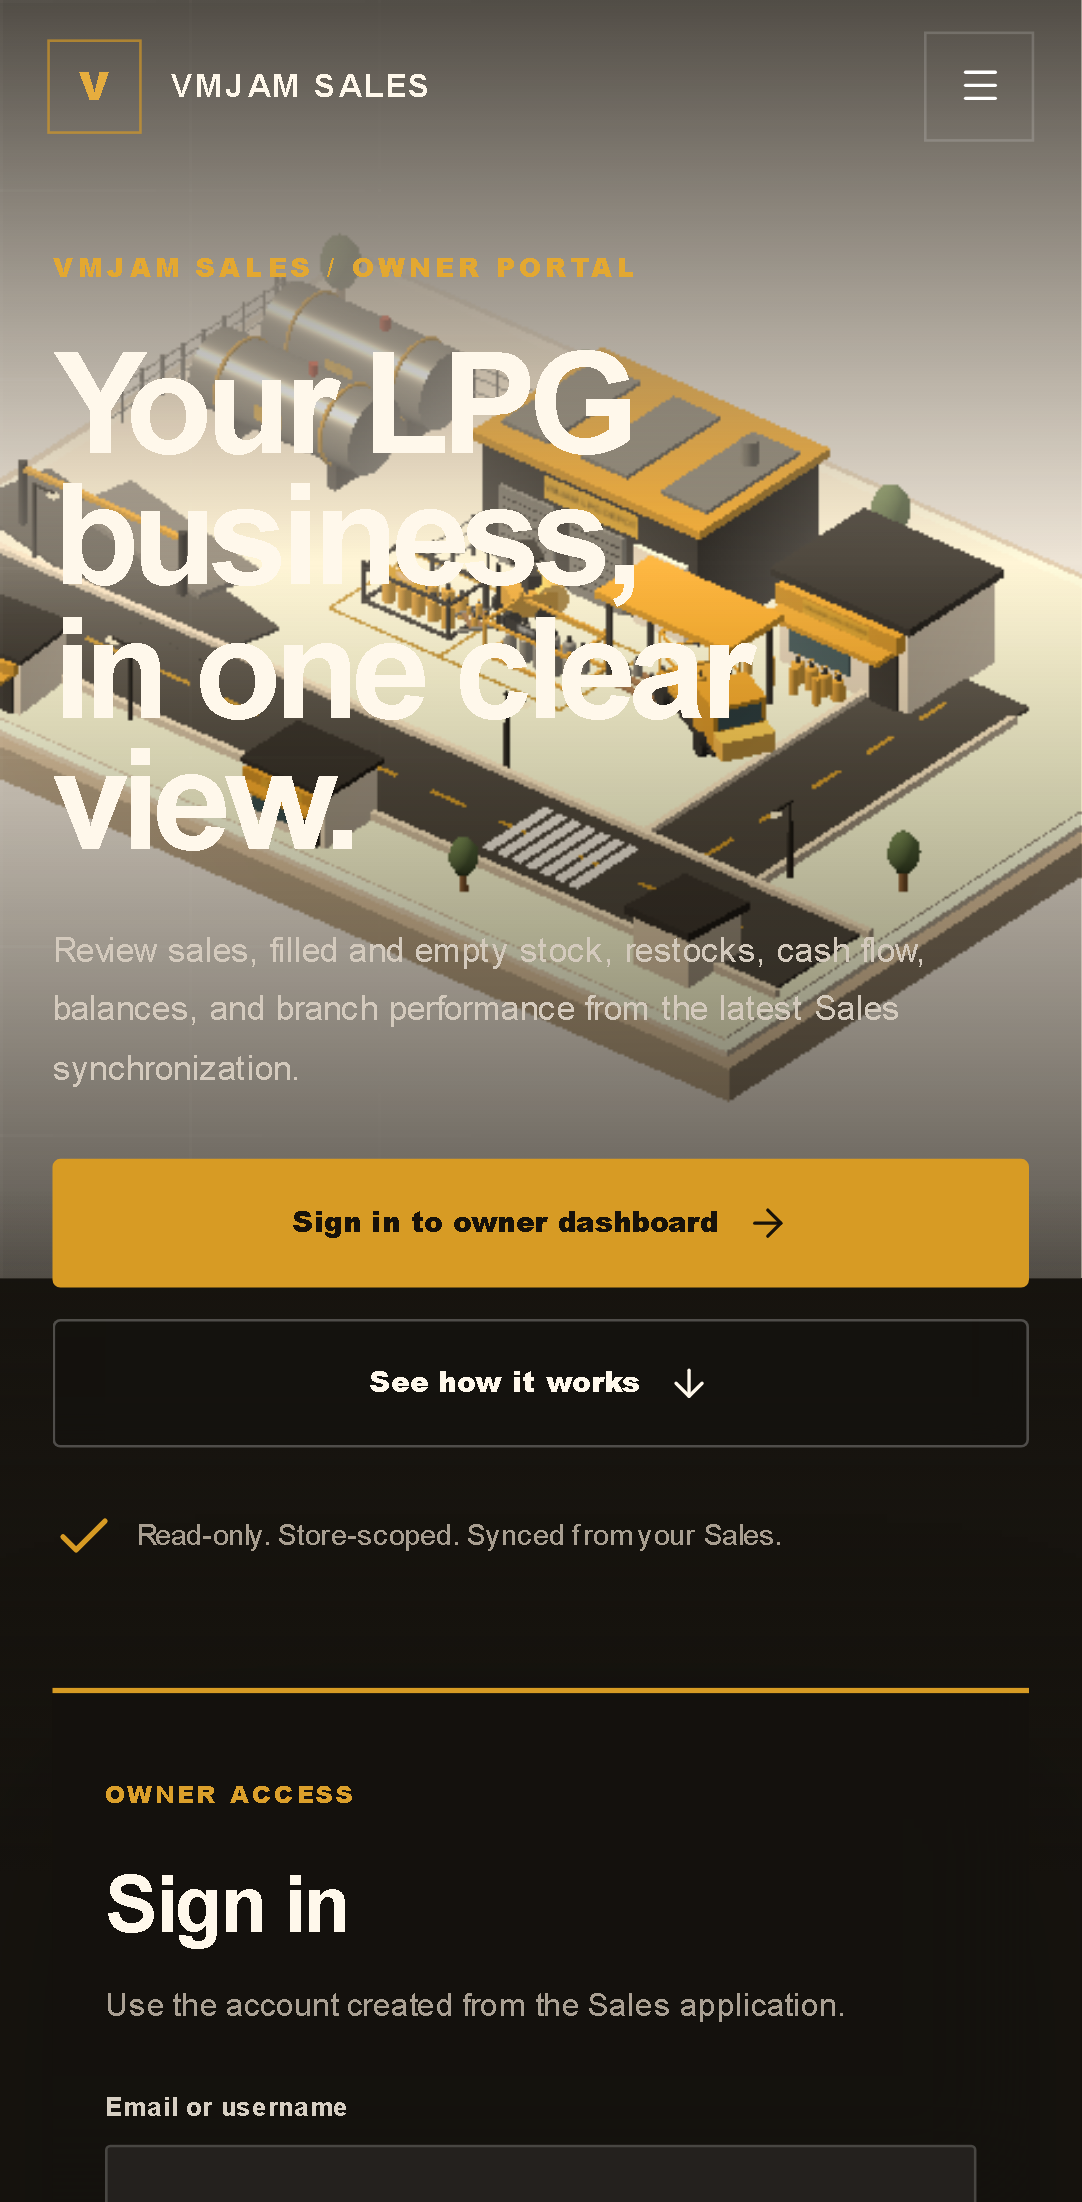 V
VMJAM SALES
VMJAM SALES / OWNER PORTAL
Your LPG
business,
in one clear
view.
Review sales, filled and empty stock, restocks, cash flow,
balances, and branch performance from the latest Sales
synchronization.
Sign in to owner dashboard
See how it works
Read-only. Store-scoped. Synced from your Sales.
OWNER ACCESS
Sign in
Use the account created from the Sales application.
Email or username